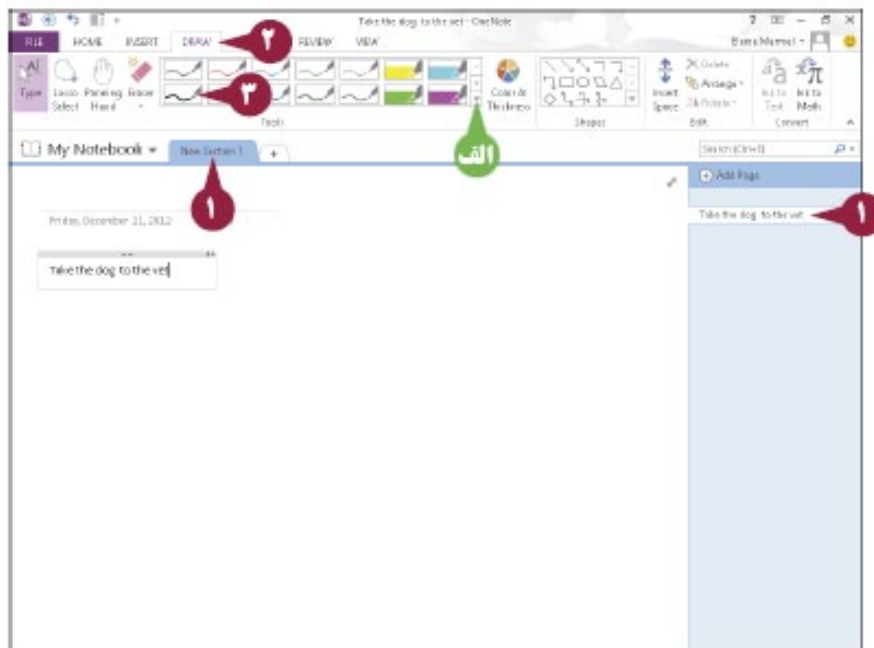 Take the dog to the vet - OneNote
FILE HOME INSERT DRAW ۲ REVIEW VIEW
Type Lasso Select Panning Hand Eraser ۳ Color & Thickness Insert Space Delete Arrange Rotate Ink to Text Ink to Math
Tools Shapes Edit Convert
الف
My Notebook New Section 1 + Search (Ctrl+E)
۱
Add Page
Take the dog to the vet ۱
Friday, December 21, 2012
Take the dog to the vet